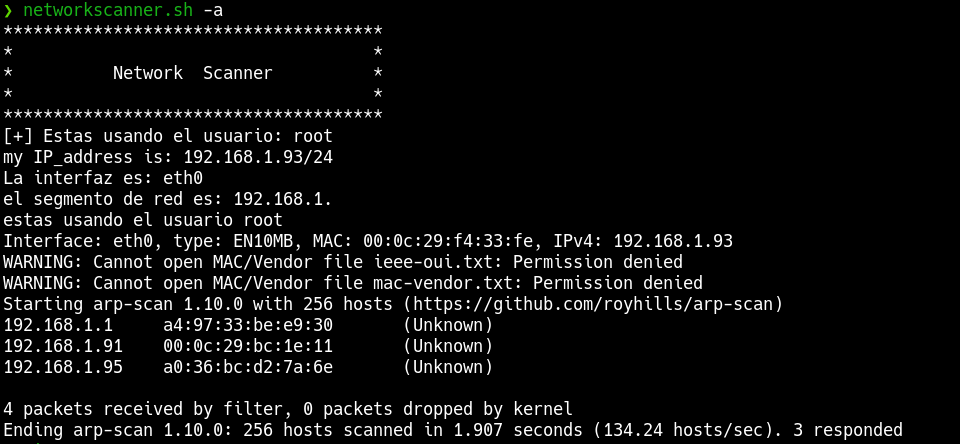 ❯ networkscanner.sh -a
**************************************
*                                    *
*          Network  Scanner          *
*                                    *
**************************************
[+] Estas usando el usuario: root
my IP_address is: 192.168.1.93/24
La interfaz es: eth0
el segmento de red es: 192.168.1.
estas usando el usuario root
Interface: eth0, type: EN10MB, MAC: 00:0c:29:f4:33:fe, IPv4: 192.168.1.93
WARNING: Cannot open MAC/Vendor file ieee-oui.txt: Permission denied
WARNING: Cannot open MAC/Vendor file mac-vendor.txt: Permission denied
Starting arp-scan 1.10.0 with 256 hosts (https://github.com/royhills/arp-scan)
192.168.1.1     a4:97:33:be:e9:30       (Unknown)
192.168.1.91    00:0c:29:bc:1e:11       (Unknown)
192.168.1.95    a0:36:bc:d2:7a:6e       (Unknown)
4 packets received by filter, 0 packets dropped by kernel
Ending arp-scan 1.10.0: 256 hosts scanned in 1.907 seconds (134.24 hosts/sec). 3 responded